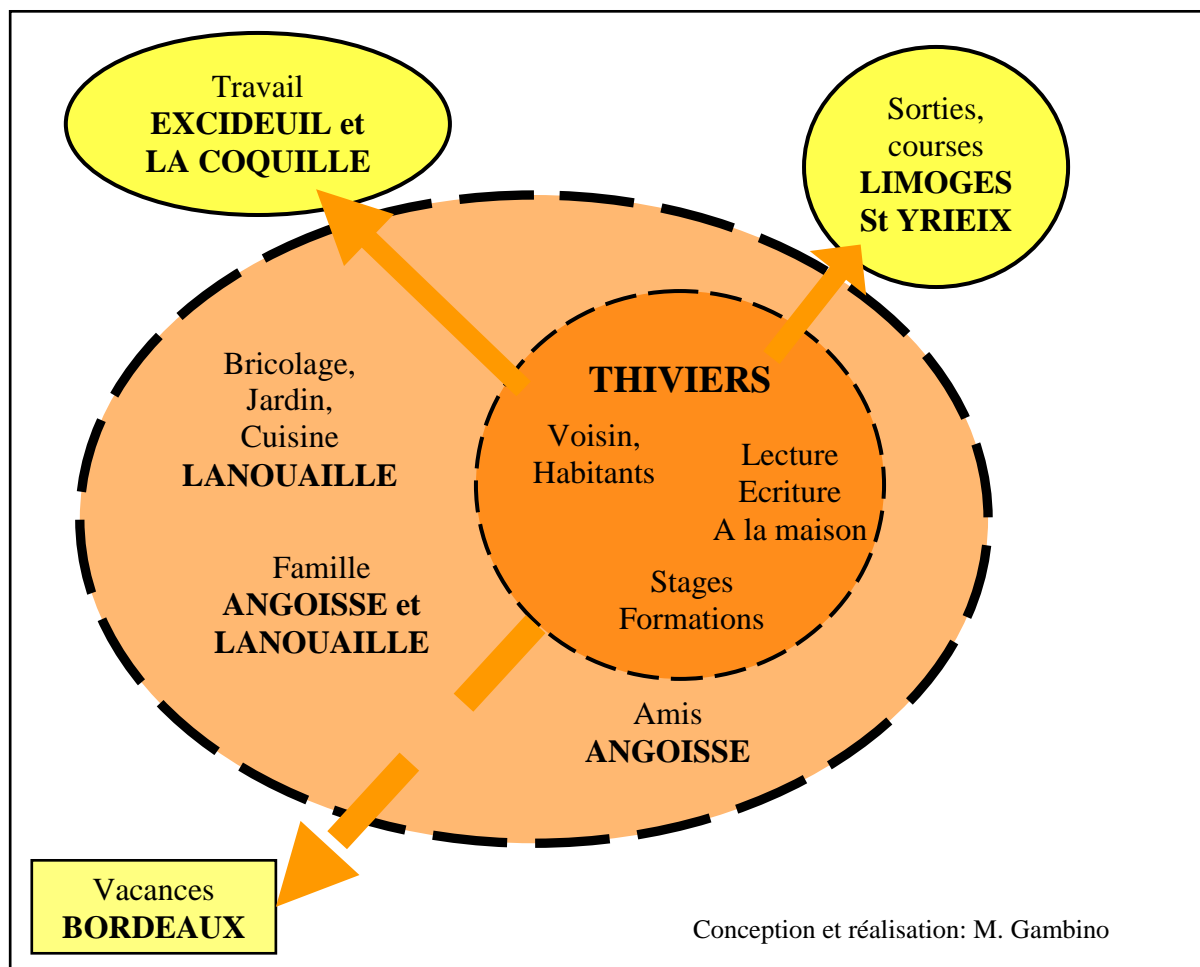 Travail
EXCIDEUIL et
LA COQUILLE
Sorties,
courses
LIMOGES
St YRIEIX
THIVIERS
Bricolage,
Jardin,
Cuisine
LANOUAILLE
Voisin,
Habitants
Lecture
Ecriture
A la maison
Famille
ANGOISSE et
LANOUAILLE
Stages
Formations
Amis
ANGOISSE
Vacances
BORDEAUX
Conception et réalisation: M. Gambino